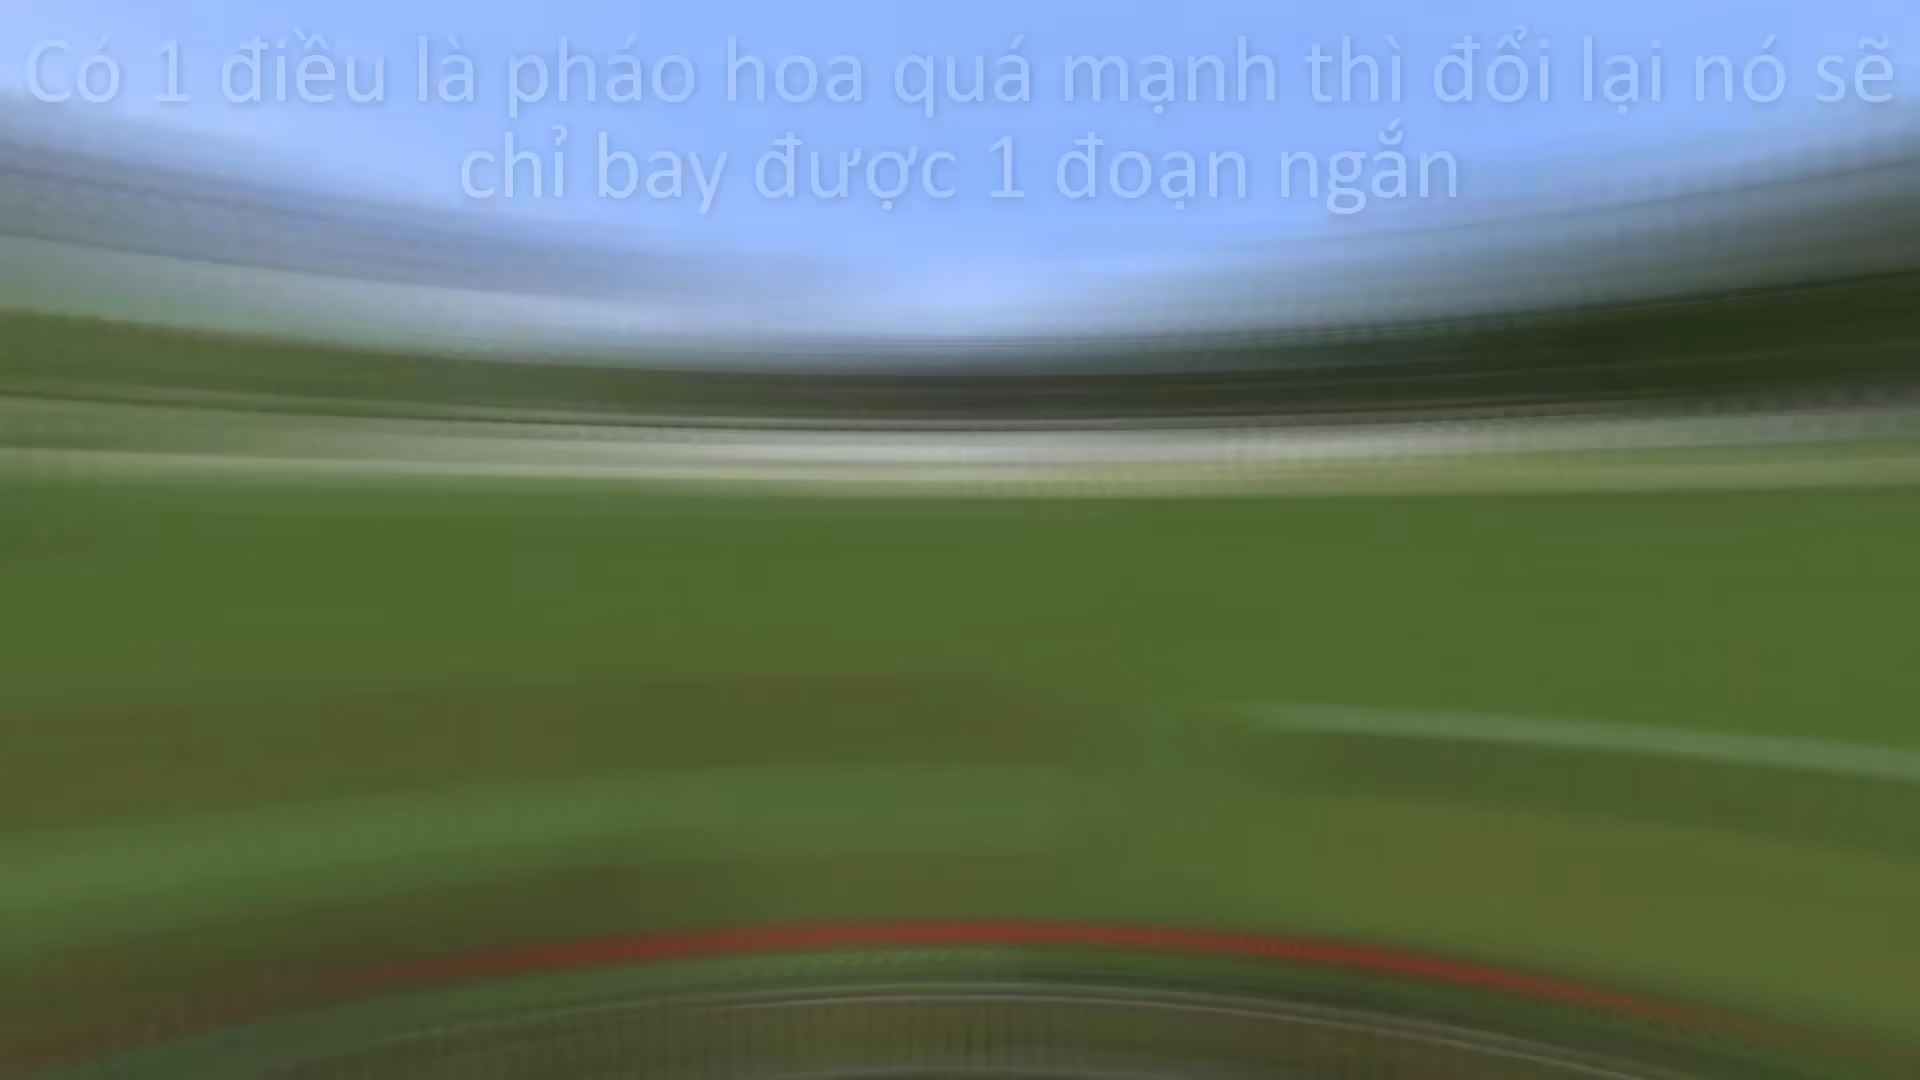 Có 1 điều là pháo hoa quá mạnh thì đổi lại nó sẽ
chỉ bay được 1 đoạn ngắn